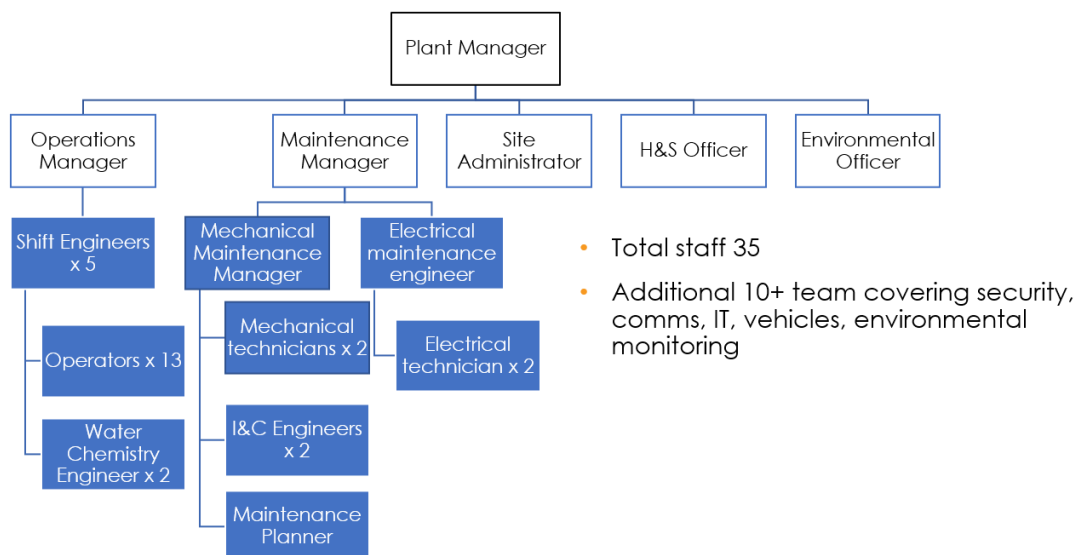 Plant Manager
Operations
Manager
Maintenance
Manager
Site
Administrator
H&S Officer
Environmental
Officer
Shift Engineers
x 5
Mechanical
Maintenance
Manager
Electrical
maintenance
engineer
Operators x 13
Water
Chemistry
Engineer x 2
Mechanical
technicians x 2
I&C Engineers
x 2
Maintenance
Planner
Electrical
technician x 2
• Total staff 35
• Additional 10+ team covering security,
comms, IT, vehicles, environmental
monitoring